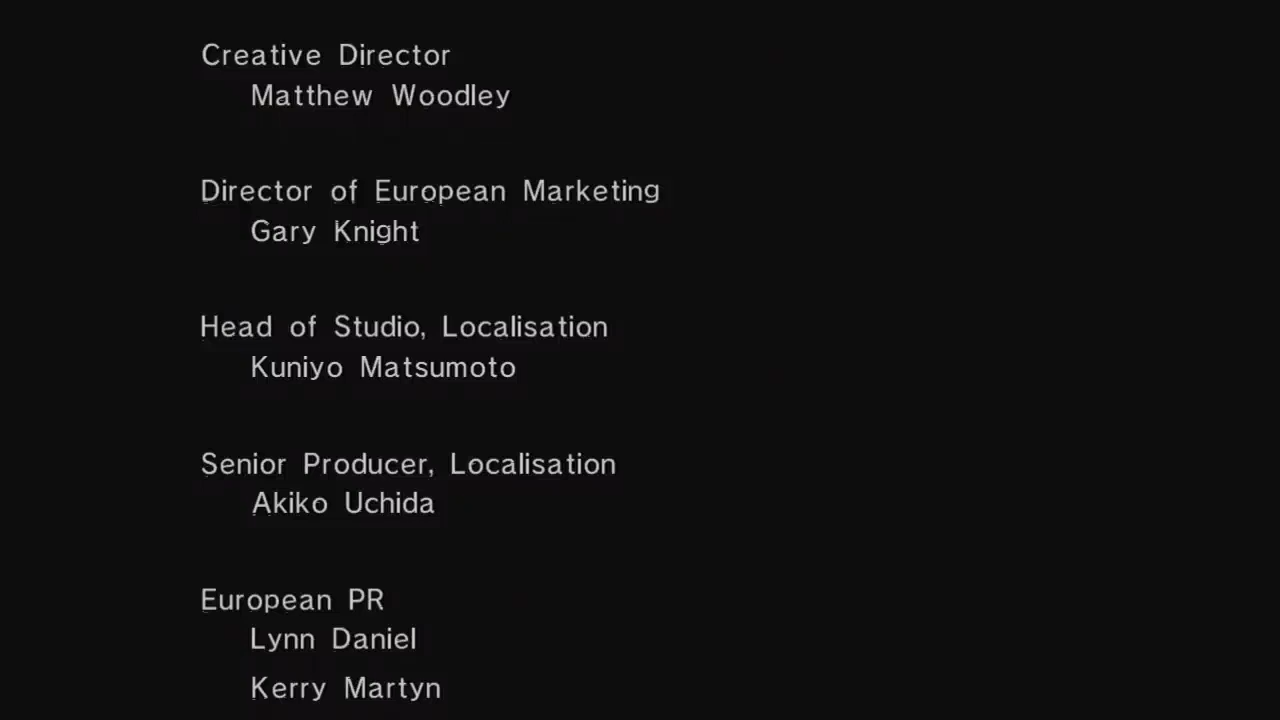 Creative Director
Matthew Woodley
Director of European Marketing
Gary Knight
Head of Studio, Localisation
Kuniyo Matsumoto
Senior Producer, Localisation
Akiko Uchida
European PR
Lynn Daniel
Kerry Martyn